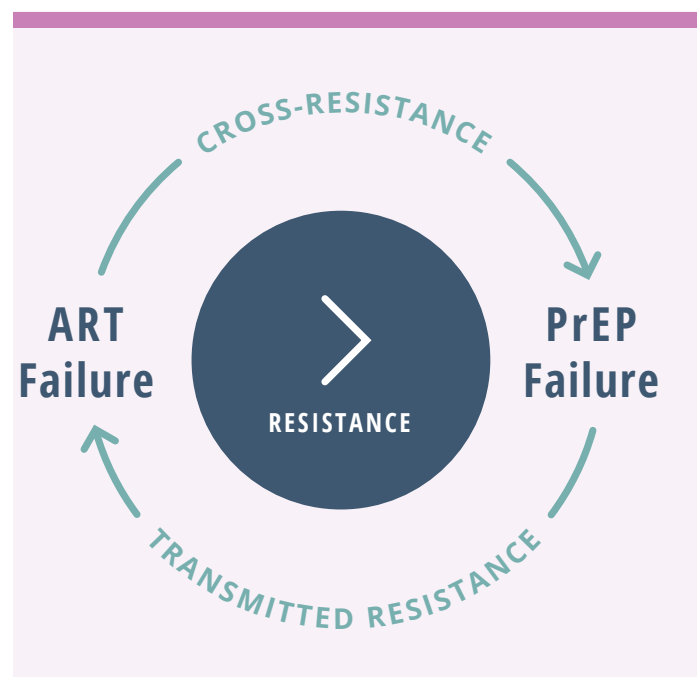 CROSS-RESISTANCE
ART
Failure
PrEP
Failure
RESISTANCE
TRANSMITTED RESISTANCE